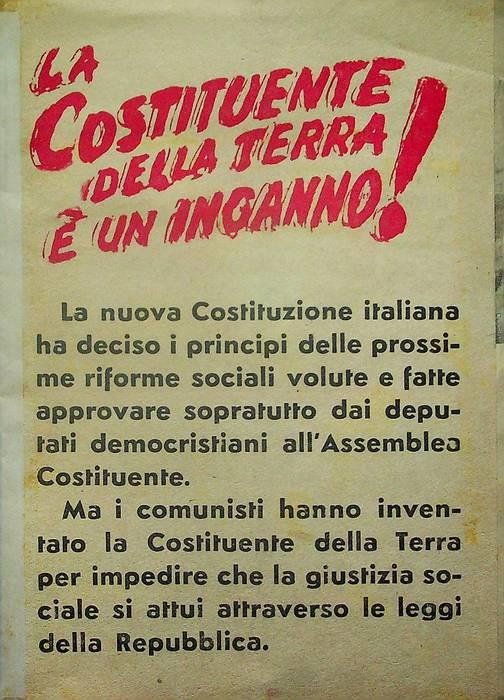 LA
COSTITUENTE
DELLA TERRA
È UN INGANNO!
La nuova Costituzione italiana
ha deciso i principi delle prossi-
me riforme sociali volute e fatte
approvare sopratutto dai depu-
tati democristiani all'Assemblea
Costituente.
Ma i comunisti hanno inven-
tato la Costituente della Terra
per impedire che la giustizia so-
ciale si attui attraverso le leggi
della Repubblica.